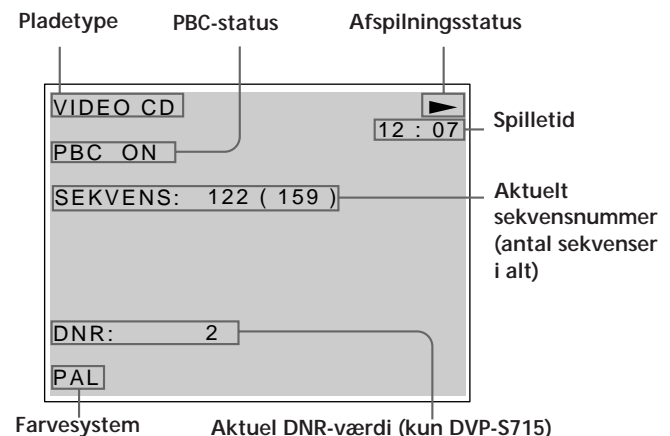 Pladetype PBC-status Afspilningsstatus
VIDEO CD
12 : 07
Spilletid
PBC ON
SEKVENS: 122 ( 159 )
Aktuelt
sekvensnummer
(antal sekvenser
i alt)
DNR: 2
PAL
Farvesystem Aktuel DNR-værdi (kun DVP-S715)